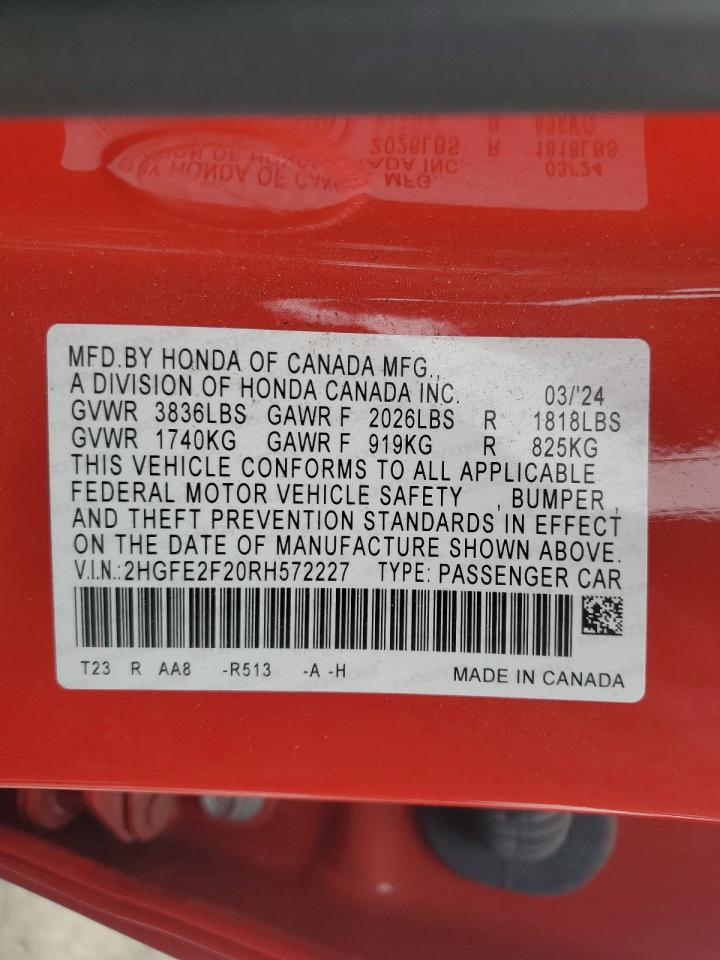 MFD.BY HONDA OF CANADA MFG.,
A DIVISION OF HONDA CANADA INC. 03/'24
GVWR 3836LBS GAWR F 2026LBS R 1818LBS
GVWR 1740KG GAWR F 919KG R 825KG
THIS VEHICLE CONFORMS TO ALL APPLICABLE
FEDERAL MOTOR VEHICLE SAFETY , BUMPER ,
AND THEFT PREVENTION STANDARDS IN EFFECT
ON THE DATE OF MANUFACTURE SHOWN ABOVE.
V.I.N.:2HGFE2F20RH572227 TYPE: PASSENGER CAR
T23 R AA8 -R513 -A -H MADE IN CANADA